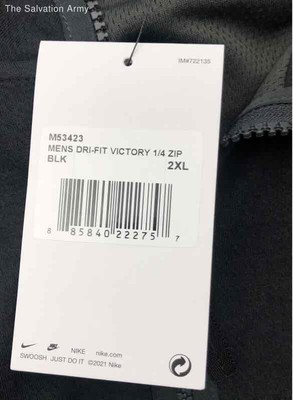 The Salvation Army
IM#722135
M53423
MENS DRI-FIT VICTORY 1/4 ZIP
BLK 2XL
8 85840 22275 7
NIKE nike.com
SWOOSH JUST DO IT ©2021 Nike